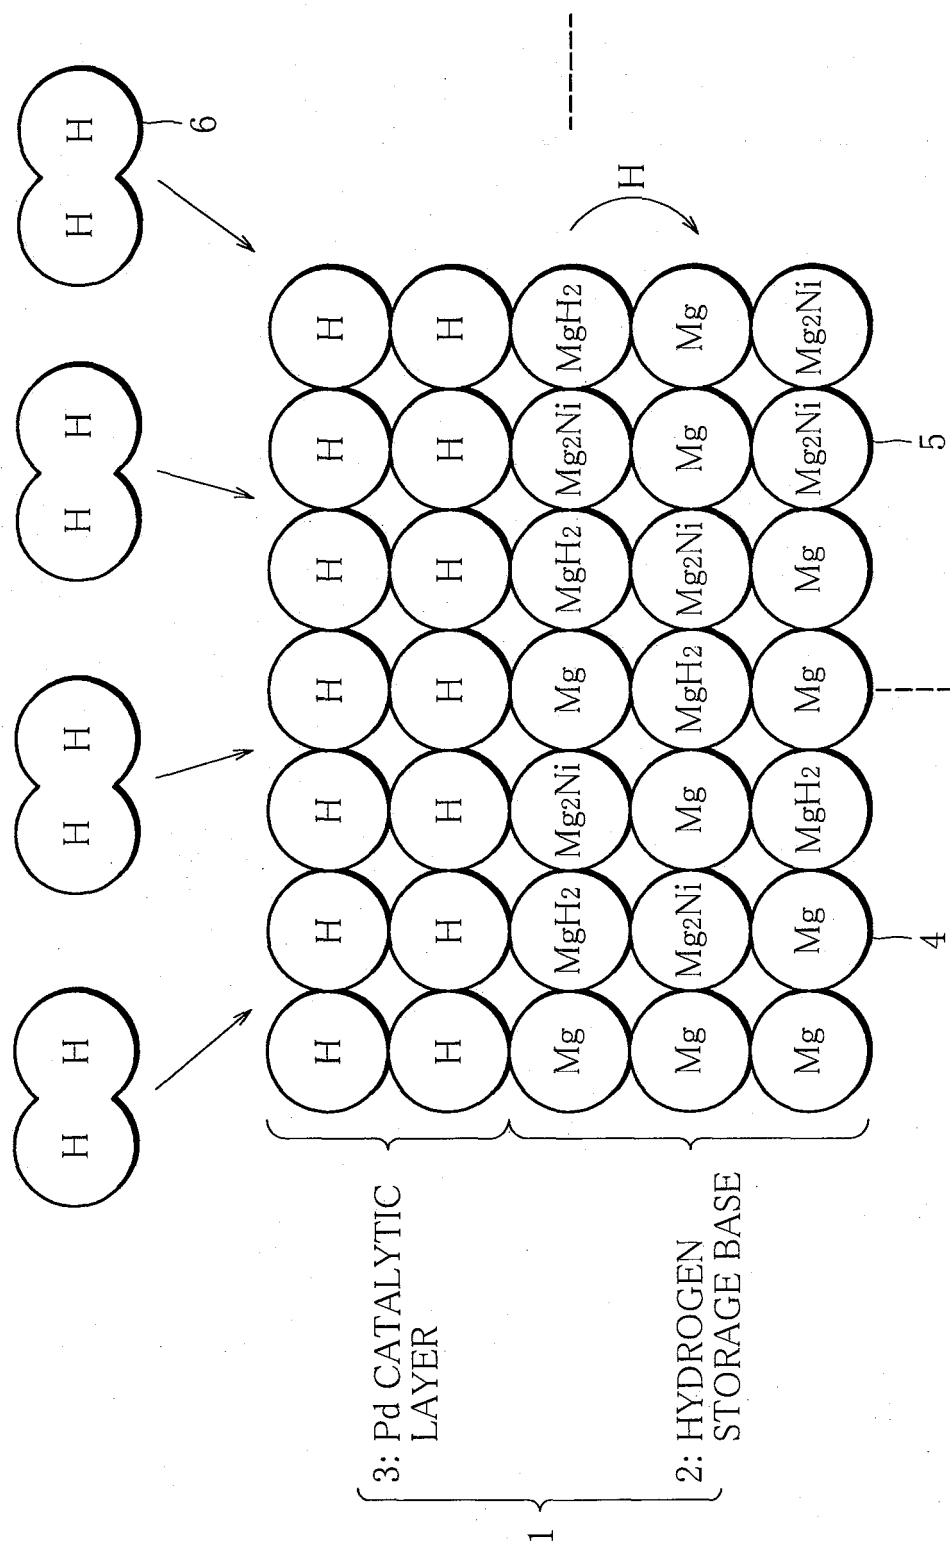 H H H H H H H H
6
H H H H H H H
3: Pd CATALYTIC
LAYER
H H H H H H H
Mg MgH2 Mg2Ni Mg MgH2 Mg2Ni MgH2
H
1
2: HYDROGEN
STORAGE BASE
Mg Mg2Ni Mg MgH2 Mg2Ni Mg Mg
Mg Mg MgH2 Mg Mg Mg2Ni Mg2Ni
4 5